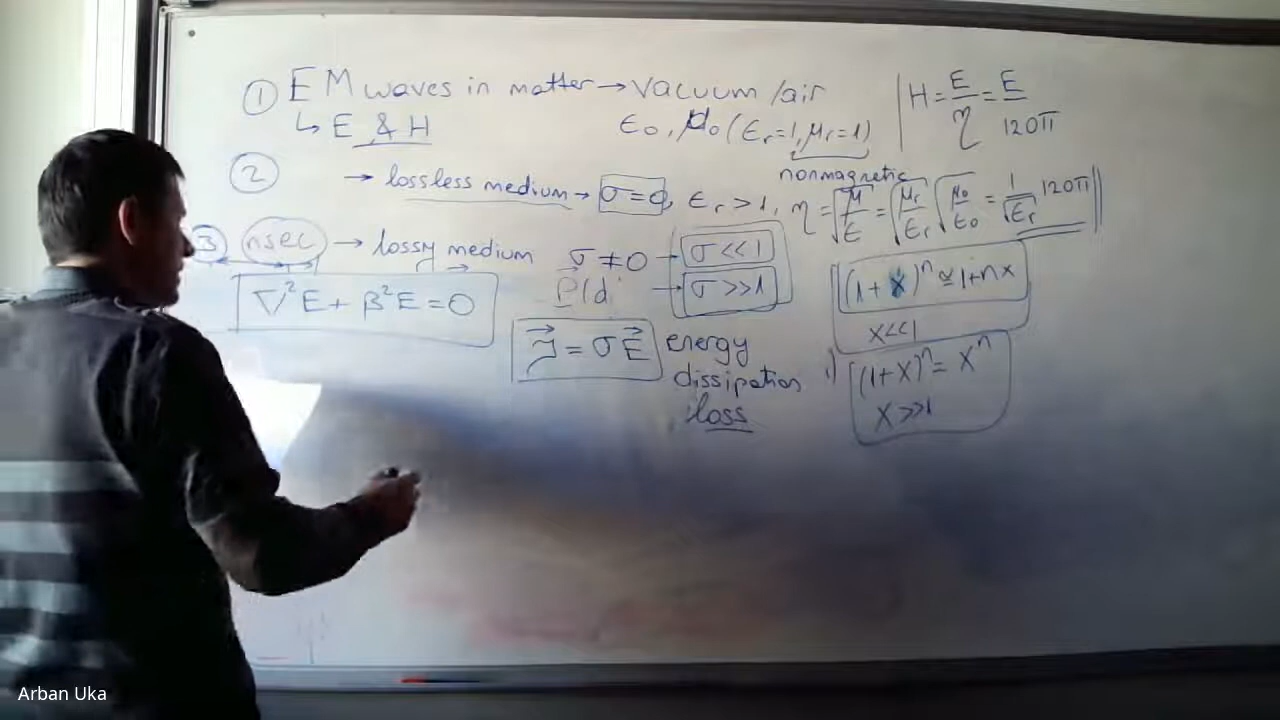 ① EM waves in matter → vacuum /air | H = E/η = E/120π
↳ E & H ε₀, μ₀ (εr=1, μr=1)
nonmagnetic
② → lossless medium → σ=0, εr > 1, η = √(μ/ε) = √(μr/εr) √(μ₀/ε₀) = 1/√εr 120π
③ nsec → lossy medium σ ≠ 0 → σ << 1
→ σ >> 1
∇²E + β²E = 0
(1 + x)ⁿ ≅ 1+nx
x<<1
J⃗ = σE⃗ energy
dissipation
loss
(1+x)ⁿ = xⁿ
x >>1
Arban Uka